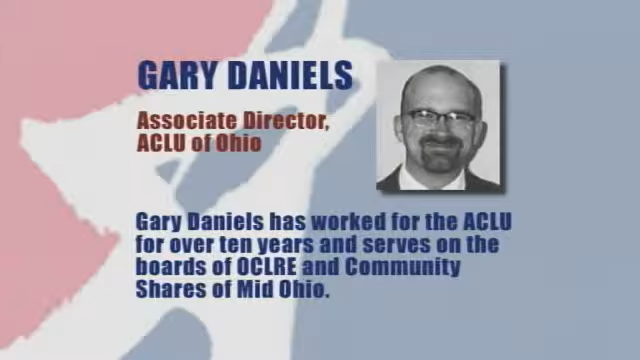 GARY DANIELS
Associate Director,
ACLU of Ohio
Gary Daniels has worked for the ACLU
for over ten years and serves on the
boards of OCLRE and Community
Shares of Mid Ohio.